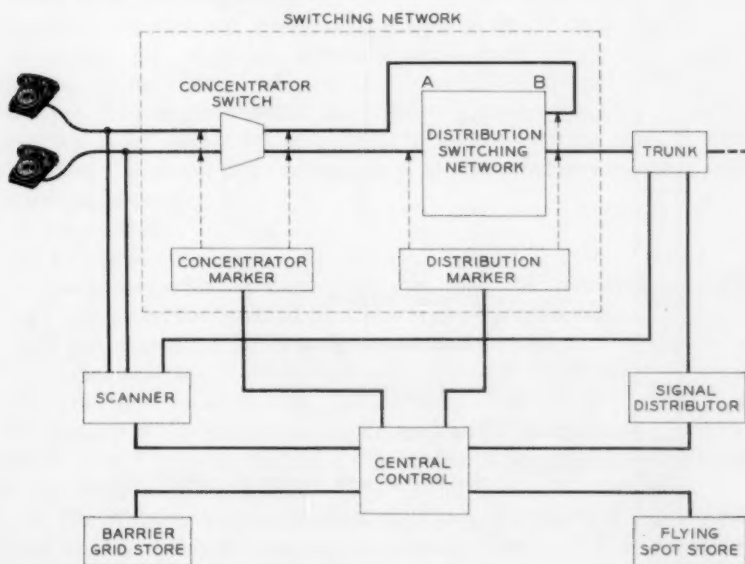 SWITCHING NETWORK
CONCENTRATOR
SWITCH
A
B
DISTRIBUTION
SWITCHING
NETWORK
TRUNK
CONCENTRATOR
MARKER
DISTRIBUTION
MARKER
SCANNER
SIGNAL
DISTRIBUTOR
CENTRAL
CONTROL
BARRIER
GRID STORE
FLYING
SPOT STORE